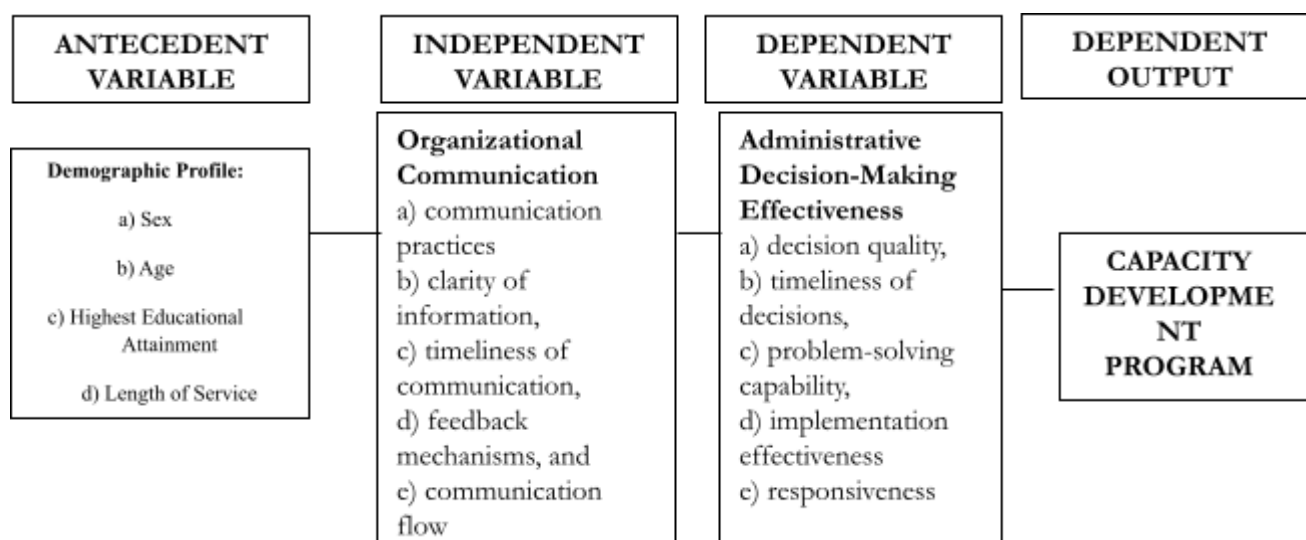 ANTECEDENT
VARIABLE
INDEPENDENT
VARIABLE
DEPENDENT
VARIABLE
DEPENDENT
OUTPUT
Demographic Profile:
a) Sex
b) Age
c) Highest Educational
Attainment
d) Length of Service
Organizational
Communication
a) communication
practices
b) clarity of
information,
c) timeliness of
communication,
d) feedback
mechanisms, and
e) communication
flow
Administrative
Decision-Making
Effectiveness
a) decision quality,
b) timeliness of
decisions,
c) problem-solving
capability,
d) implementation
effectiveness
e) responsiveness
CAPACITY
DEVELOPME
NT
PROGRAM